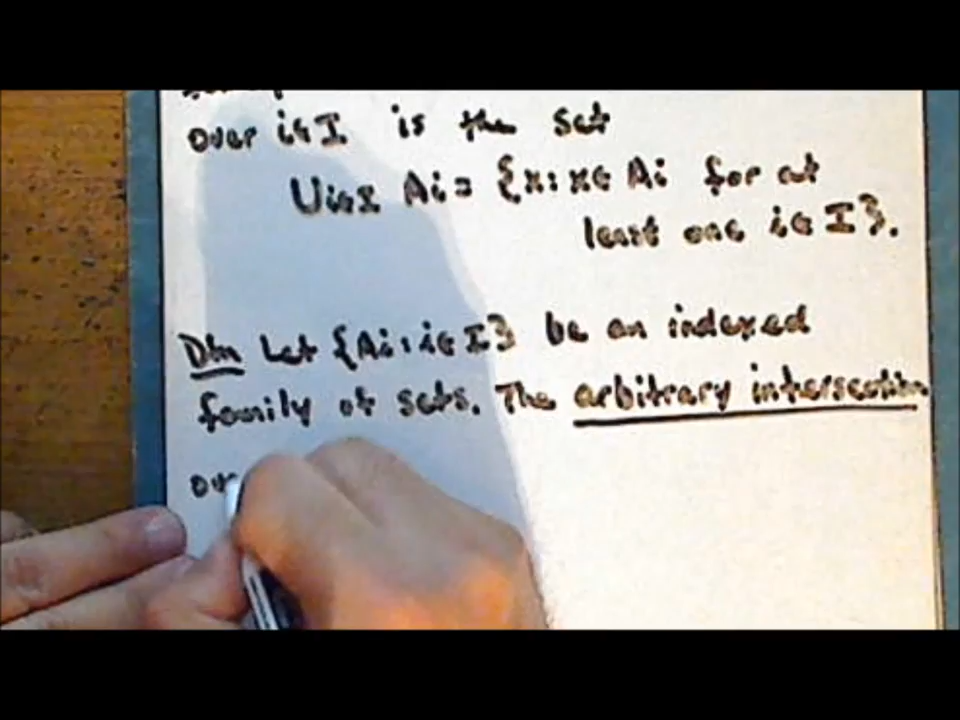 over i∈I is the set
∪i∈I Ai = {x : x∈ Ai for at
least one i∈I}.
Dfn Let {Ai : i∈I} be an indexed
family of sets. The arbitrary intersection
ov